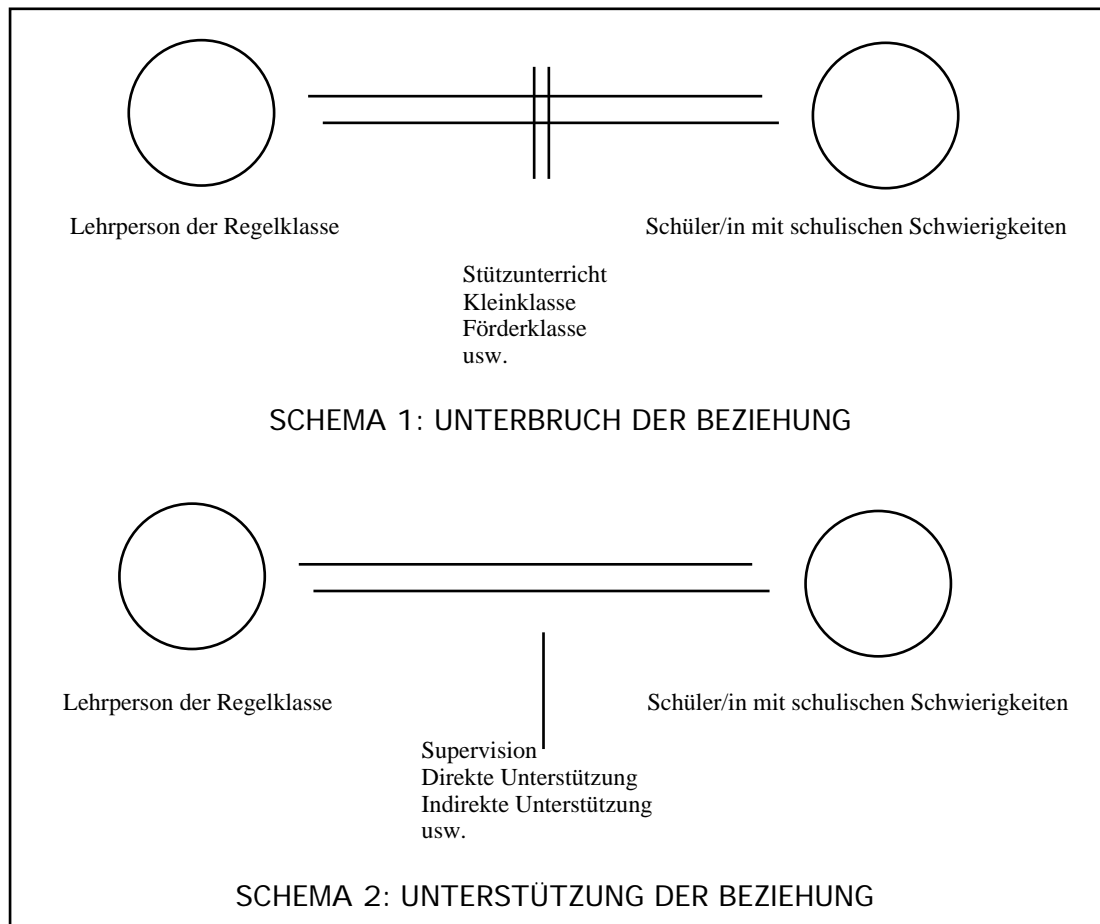 Lehrperson der Regelklasse
Schüler/in mit schulischen Schwierigkeiten
Stützunterricht
Kleinklasse
Förderklasse
usw.
SCHEMA 1: UNTERBRUCH DER BEZIEHUNG
Lehrperson der Regelklasse
Schüler/in mit schulischen Schwierigkeiten
Supervision
Direkte Unterstützung
Indirekte Unterstützung
usw.
SCHEMA 2: UNTERSTÜTZUNG DER BEZIEHUNG